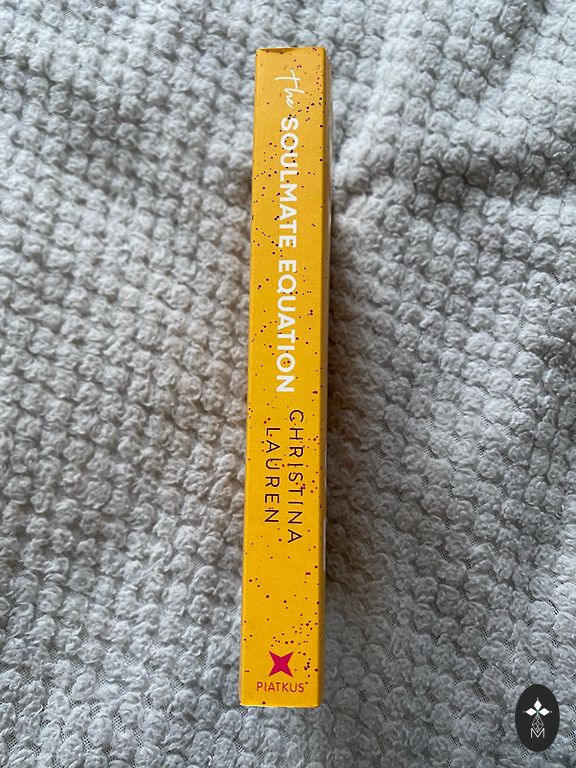 The SOULMATE EQUATION
CHRISTINA
LAUREN
PIATKUS
M